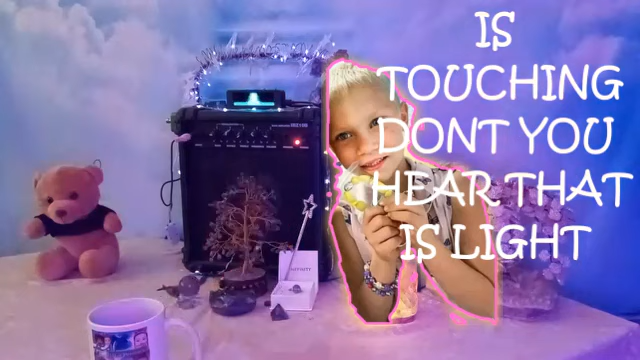 IS
TOUCHING
DONT YOU
HEAR THAT
IS LIGHT